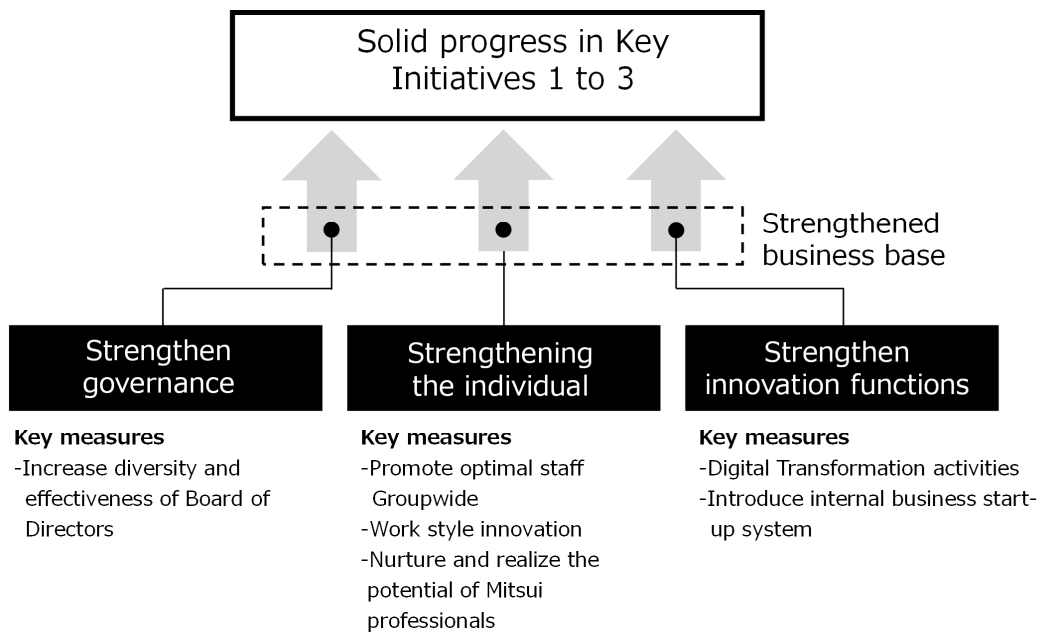 Solid progress in Key
Initiatives 1 to 3
Strengthened
business base
Strengthen
governance
Key measures
-Increase diversity and
effectiveness of Board of
Directors
Strengthening
the individual
Key measures
-Promote optimal staff
Groupwide
-Work style innovation
-Nurture and realize the
potential of Mitsui
professionals
Strengthen
innovation functions
Key measures
-Digital Transformation activities
-Introduce internal business start-
up system